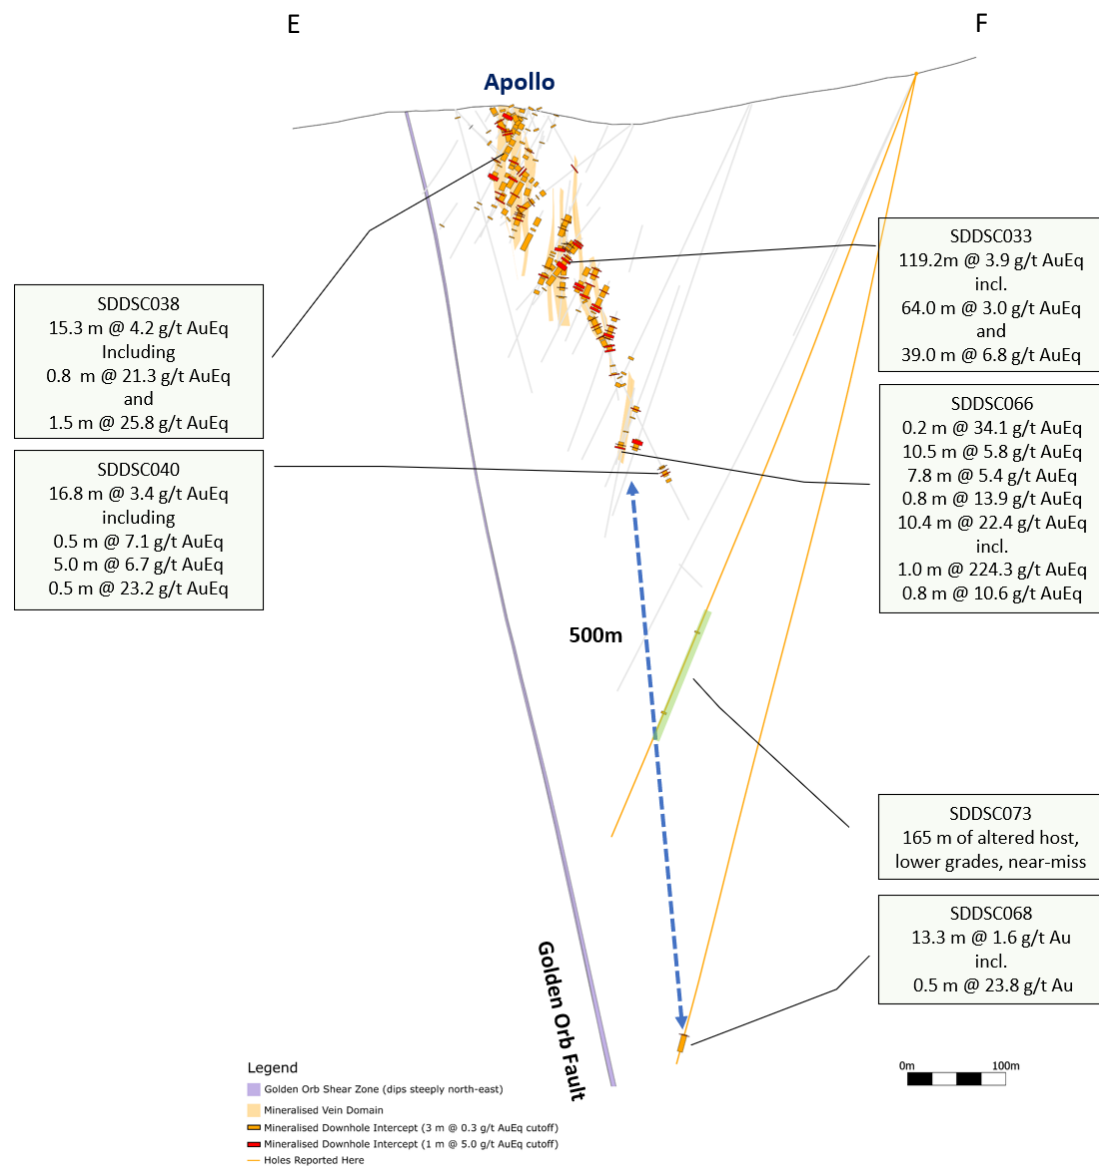 E
F
Apollo
SDDSC038
15.3 m @ 4.2 g/t AuEq
Including
0.8  m @ 21.3 g/t AuEq
and
1.5 m @ 25.8 g/t AuEq
SDDSC040
16.8 m @ 3.4 g/t AuEq
including
0.5 m @ 7.1 g/t AuEq
5.0 m @ 6.7 g/t AuEq
0.5 m @ 23.2 g/t AuEq
SDDSC033
119.2m @ 3.9 g/t AuEq
incl.
64.0 m @ 3.0 g/t AuEq
and
39.0 m @ 6.8 g/t AuEq
SDDSC066
0.2 m @ 34.1 g/t AuEq
10.5 m @ 5.8 g/t AuEq
7.8 m @ 5.4 g/t AuEq
0.8 m @ 13.9 g/t AuEq
10.4 m @ 22.4 g/t AuEq
incl.
1.0 m @ 224.3 g/t AuEq
0.8 m @ 10.6 g/t AuEq
500m
SDDSC073
165 m of altered host,
lower grades, near-miss
SDDSC068
13.3 m @ 1.6 g/t Au
incl.
0.5 m @ 23.8 g/t Au
Golden Orb Fault
0m
100m
Legend
Golden Orb Shear Zone (dips steeply north-east)
Mineralised Vein Domain
Mineralised Downhole Intercept (3 m @ 0.3 g/t AuEq cutoff)
Mineralised Downhole Intercept (1 m @ 5.0 g/t AuEq cutoff)
Holes Reported Here